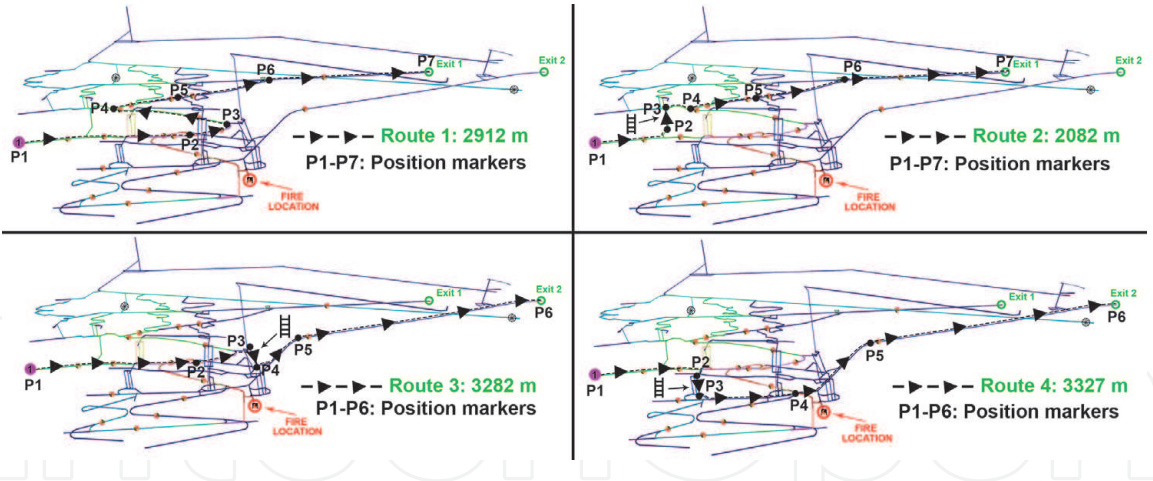 P7
Exit 1
Exit 2
P6
P5
P4
P3
P2
1
P1
Route 1: 2912 m
P1-P7: Position markers
FIRE
LOCATION
P7
Exit 1
Exit 2
P6
P5
P3
P4
P2
1
P1
Route 2: 2082 m
P1-P7: Position markers
FIRE
LOCATION
Exit 1
Exit 2
P6
P3
P5
P4
P2
1
P1
Route 3: 3282 m
P1-P6: Position markers
FIRE
LOCATION
Exit 1
Exit 2
P6
P5
P2
P3
P4
1
P1
Route 4: 3327 m
P1-P6: Position markers
FIRE
LOCATION